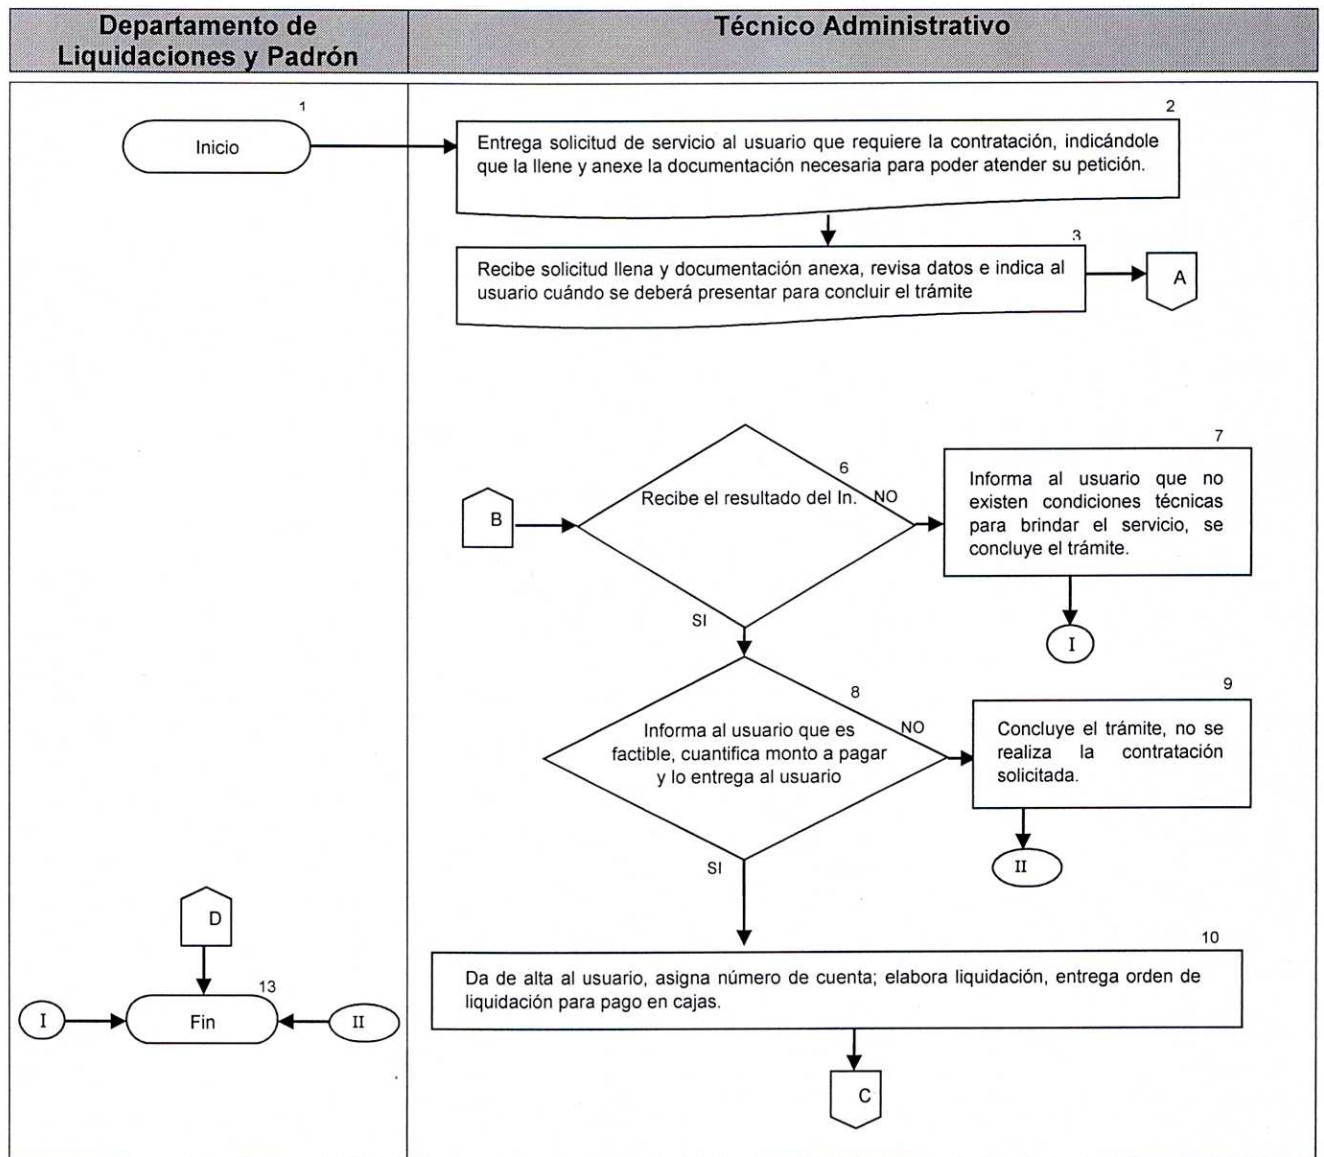 Departamento de
Liquidaciones y Padrón
Técnico Administrativo
1
Inicio
2
Entrega solicitud de servicio al usuario que requiere la contratación, indicándole
que la llene y anexe la documentación necesaria para poder atender su petición.
3
Recibe solicitud llena y documentación anexa, revisa datos e indica al
usuario cuándo se deberá presentar para concluir el trámite
A
B
6
Recibe el resultado del In.
NO
SI
7
Informa al usuario que no
existen condiciones técnicas
para brindar el servicio, se
concluye el trámite.
I
8
Informa al usuario que es
factible, cuantifica monto a pagar
y lo entrega al usuario
NO
SI
9
Concluye el trámite, no se
realiza la contratación
solicitada.
II
10
Da de alta al usuario, asigna número de cuenta; elabora liquidación, entrega orden de
liquidación para pago en cajas.
C
D
13
I
Fin
II